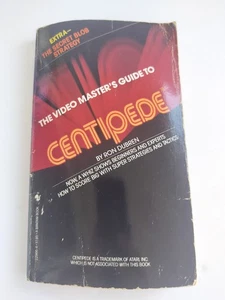 EXTRA—
THE SECRET BLOB
STRATEGY
THE VIDEO MASTER'S GUIDE TO
CENTIPEDE
BY RON DUBREN
NOW A WHIZ SHOWS BEGINNERS AND EXPERTS
HOW TO SCORE BIG WITH SUPER STRATEGIES AND TACTICS
CENTIPEDE IS A TRADEMARK OF ATARI, INC.
WHICH IS NOT ASSOCIATED WITH THIS BOOK